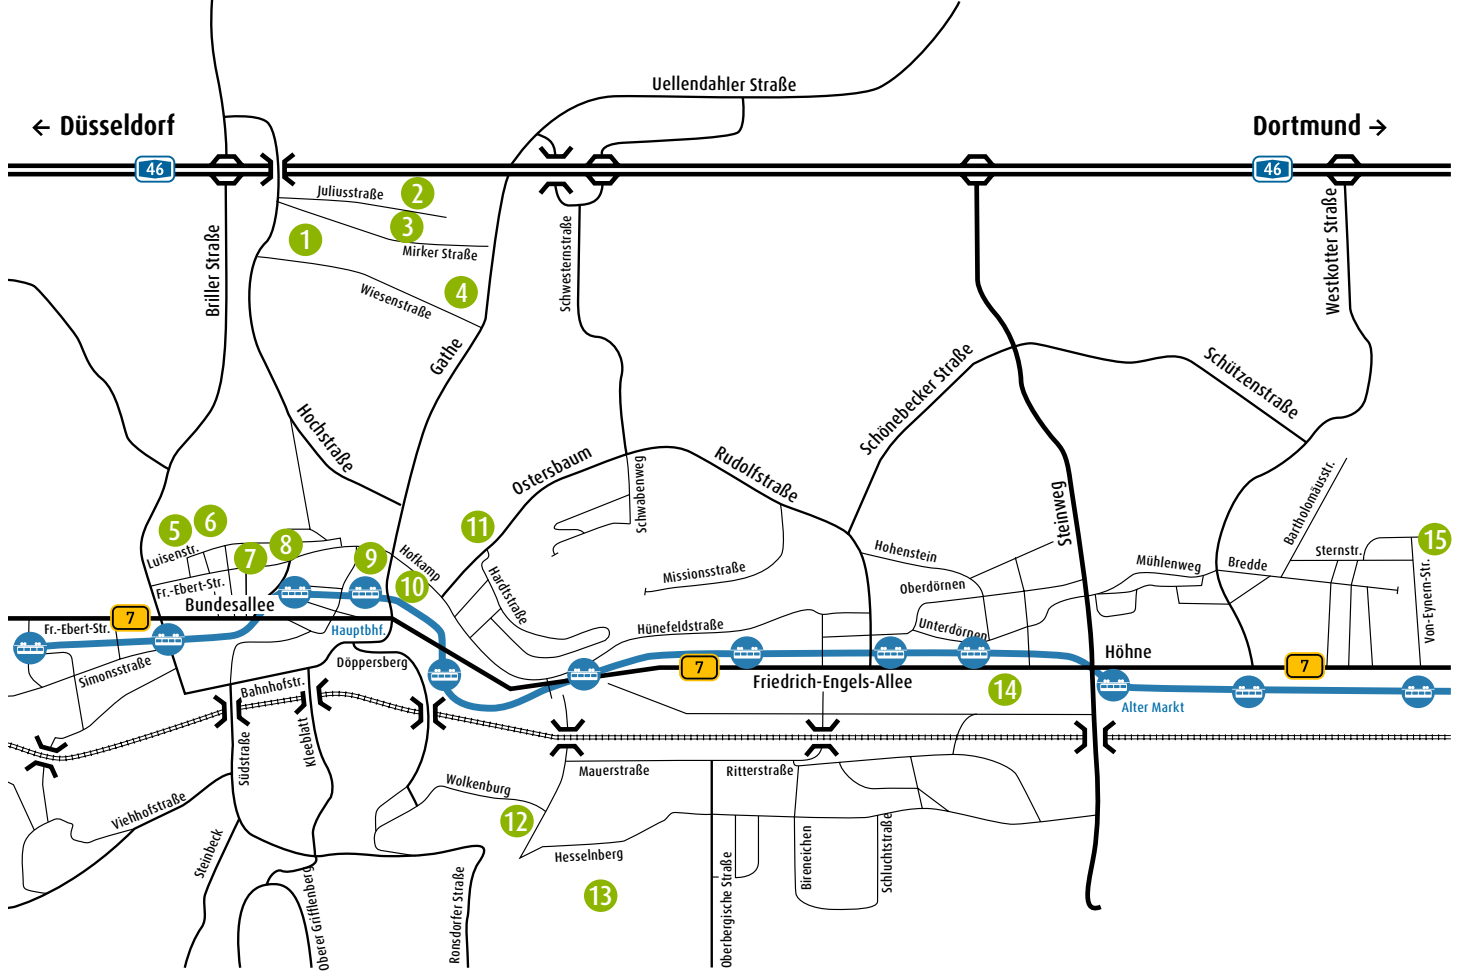 Uellendahler Straße
← Düsseldorf
Dortmund →
46
46
Juliusstraße
2
3
1
Mirker Straße
Briller Straße
Schwesternstraße
Westkotter Straße
4
Wiesenstraße
Gathe
Schönebecker Straße
Schützenstraße
Hochstraße
Ostersbaum
Rudolfstraße
Schwabenweg
Steinweg
Bartholomäusstr.
5
6
11
15
Luisenstr.
7
8
9
Hofkamp
10
Hohenstein
Mühlenweg
Bredde
Sternstr.
Fr.-Ebert-Str.
Hardtstraße
Missionsstraße
Oberdörnen
Von-Eynern-Str.
Bundesallee
7
Fr.-Ebert-Str.
Hauptbhf.
Hünefeldstraße
Unterdörnen
Simonsstraße
Döppersberg
7
Höhne
7
Bahnhofstr.
Friedrich-Engels-Allee
14
Alter Markt
Südstraße
Kleeblatt
Mauerstraße
Ritterstraße
Wolkenburg
Viehhofstraße
12
Steinbeck
Hesselnberg
Bireneichen
Schluchtstraße
13
Oberer Grifflenberg
Ronsdorfer Straße
Oberbergische Straße